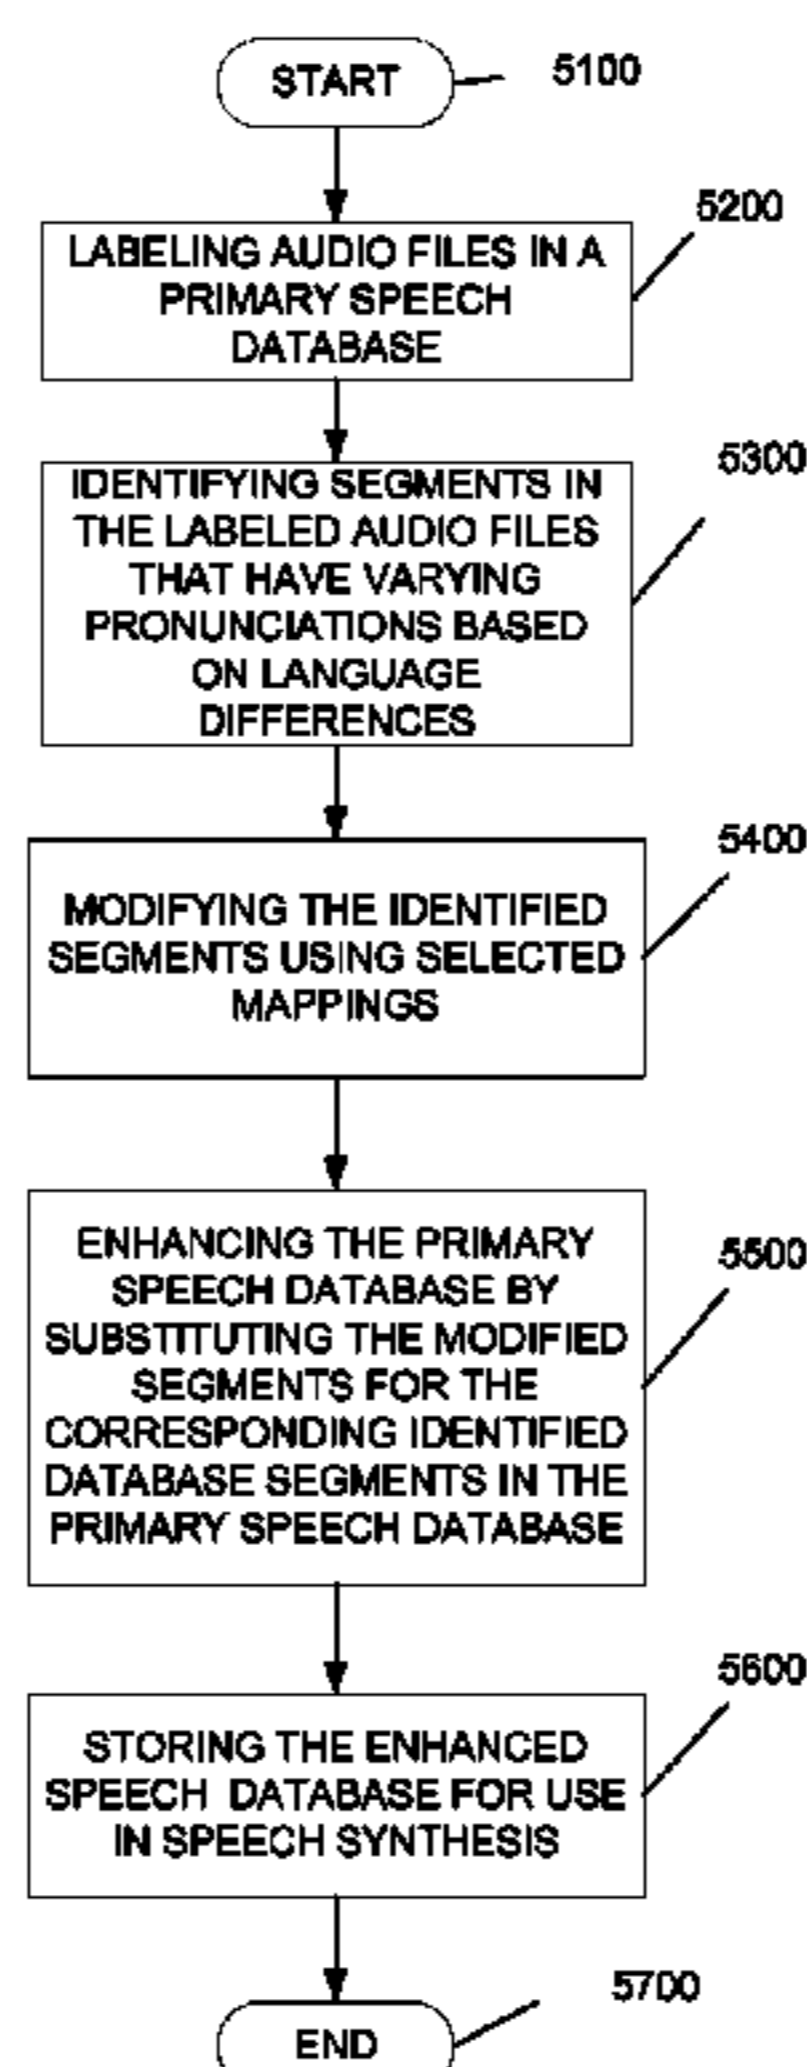 START
5100
5200
LABELING AUDIO FILES IN A
PRIMARY SPEECH
DATABASE
5300
IDENTIFYING SEGMENTS IN
THE LABELED AUDIO FILES
THAT HAVE VARYING
PRONUNCIATIONS BASED
ON LANGUAGE
DIFFERENCES
5400
MODIFYING THE IDENTIFIED
SEGMENTS USING SELECTED
MAPPINGS
5500
ENHANCING THE PRIMARY
SPEECH DATABASE BY
SUBSTITUTING THE MODIFIED
SEGMENTS FOR THE
CORRESPONDING IDENTIFIED
DATABASE SEGMENTS IN THE
PRIMARY SPEECH DATABASE
5600
STORING THE ENHANCED
SPEECH DATABASE FOR USE
IN SPEECH SYNTHESIS
5700
END